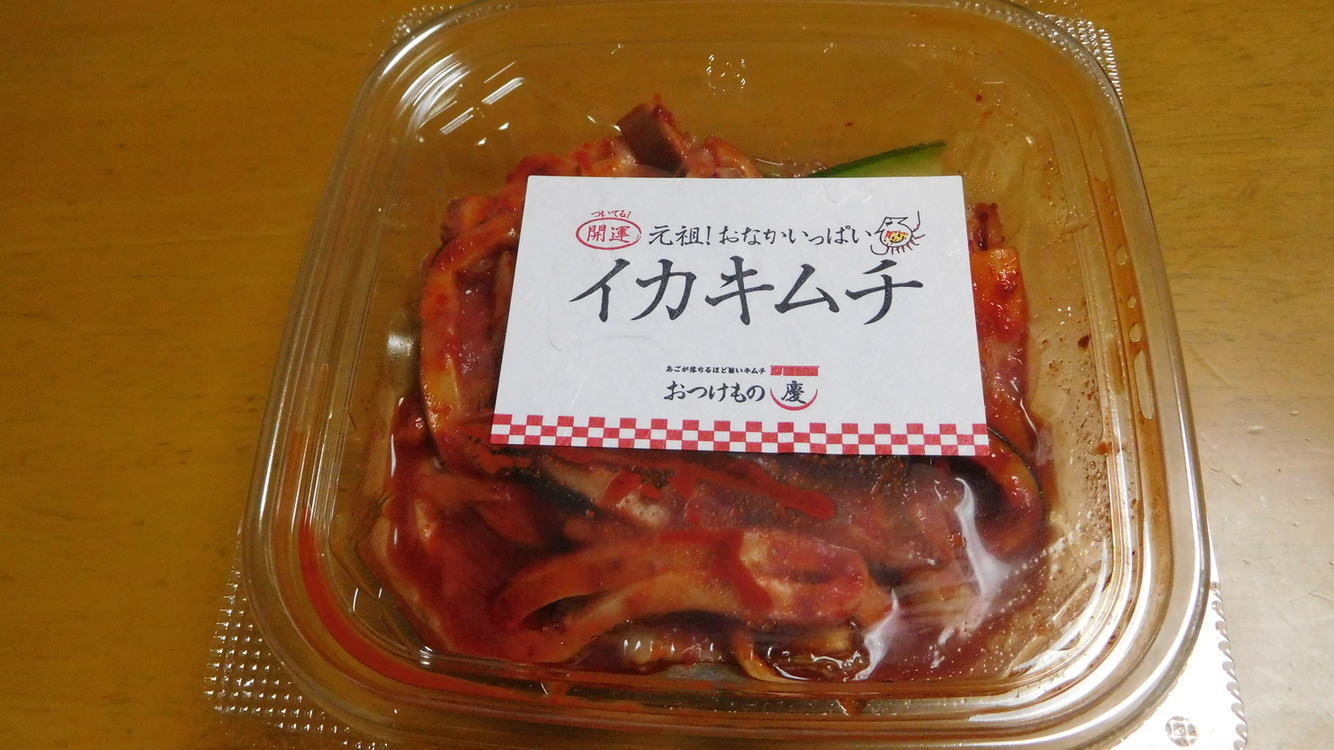 ついてる!
開運 元祖!おなかいっぱい
イカキムチ
あごが落ちるほど旨いキムチ
おつけもの 慶